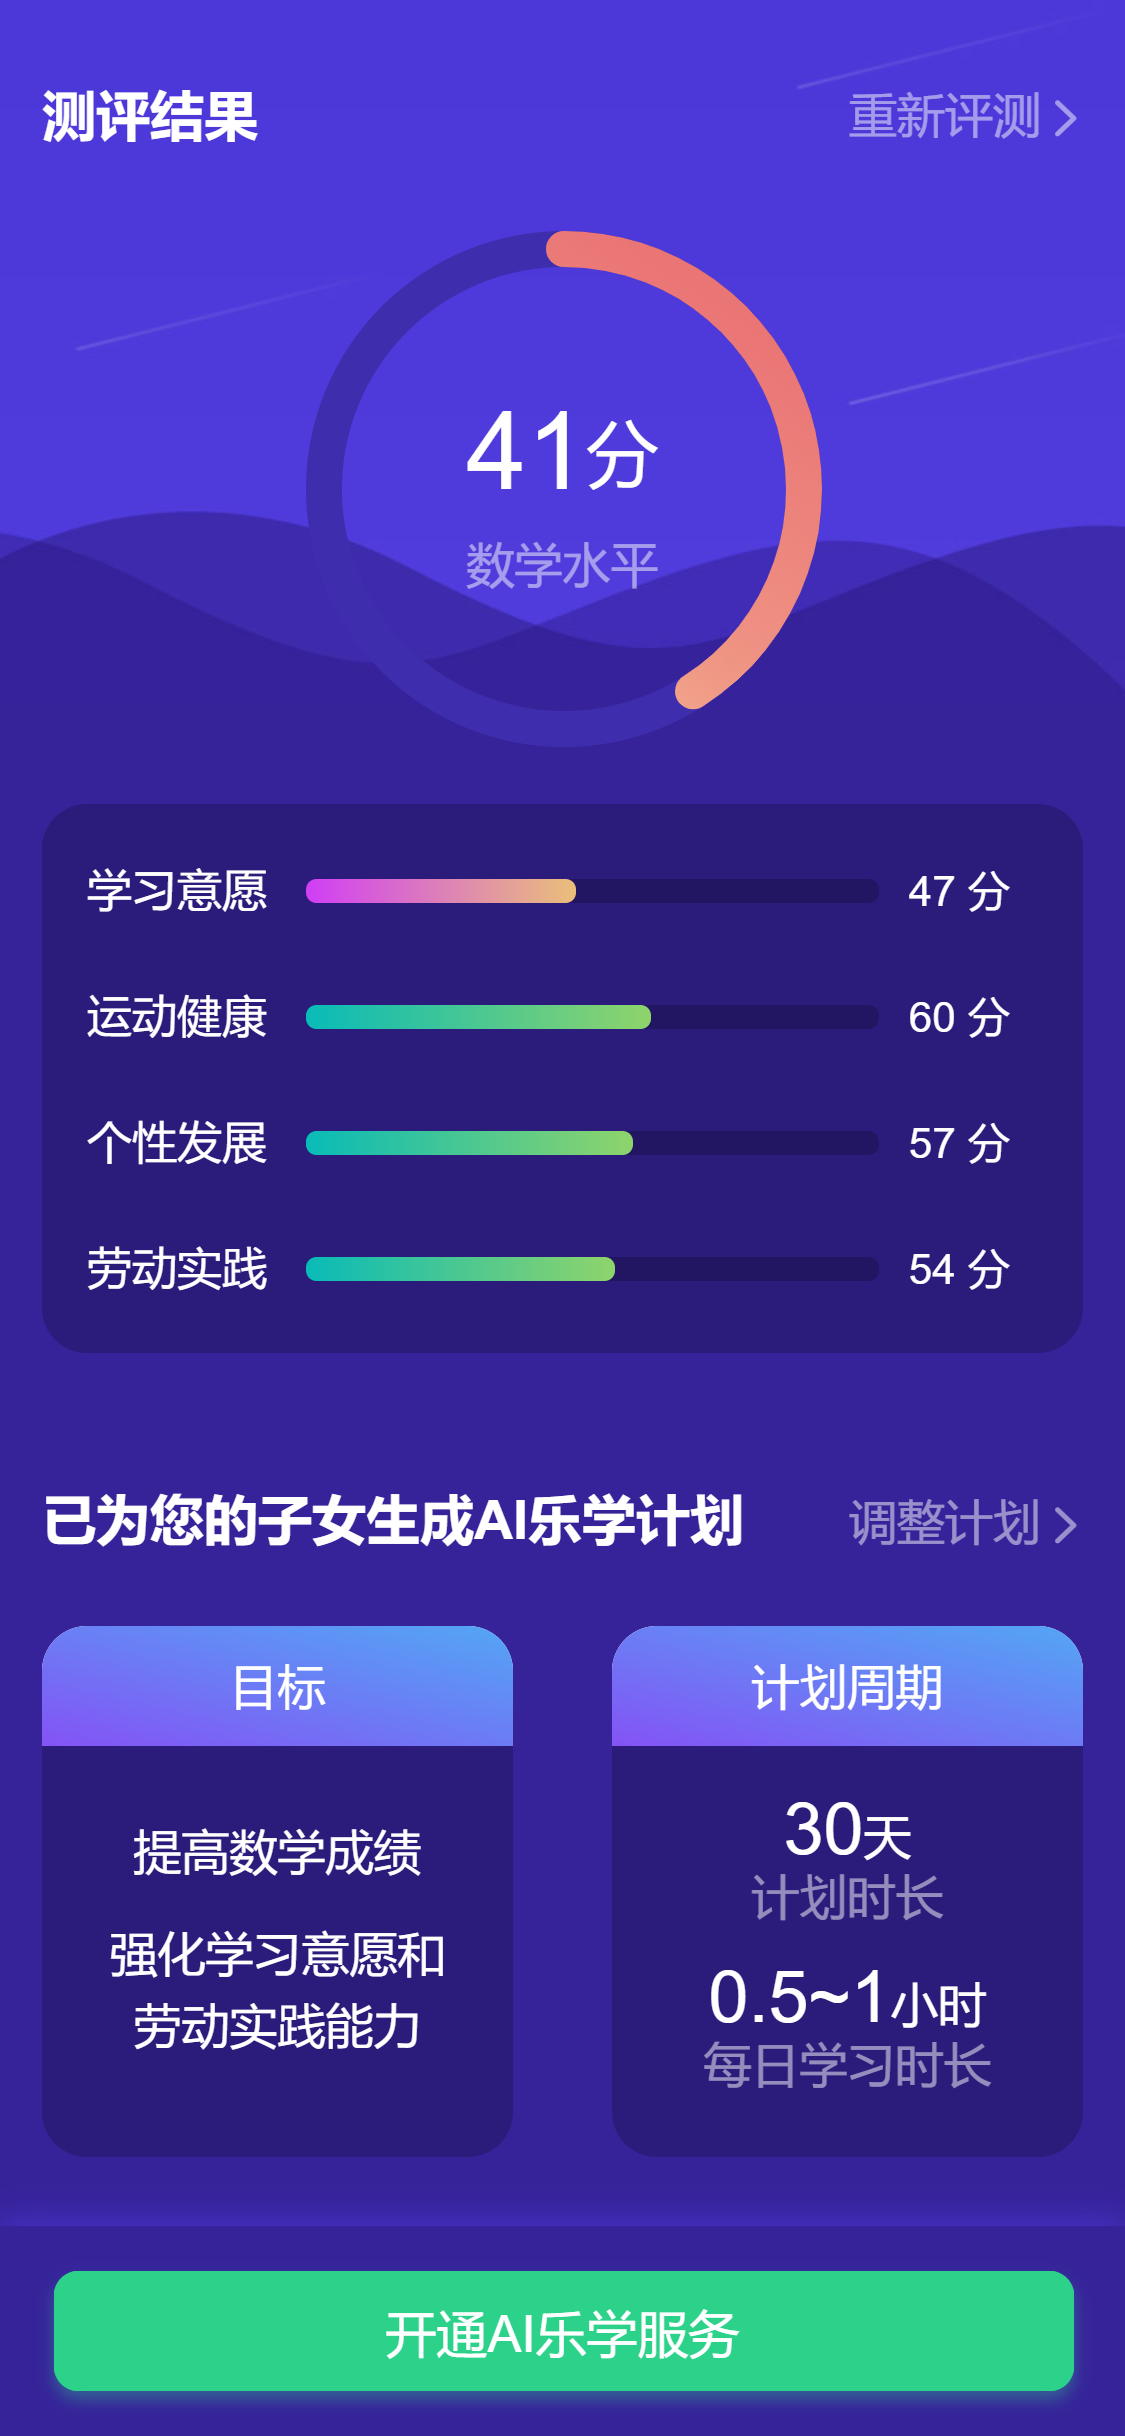 测评结果
重新评测
41分
数学水平
学习意愿 47 分
运动健康 60 分
个性发展 57 分
劳动实践 54 分
已为您的子女生成AI乐学计划
调整计划
目标
提高数学成绩
强化学习意愿和
劳动实践能力
计划周期
30天
计划时长
0.5~1小时
每日学习时长
开通AI乐学服务